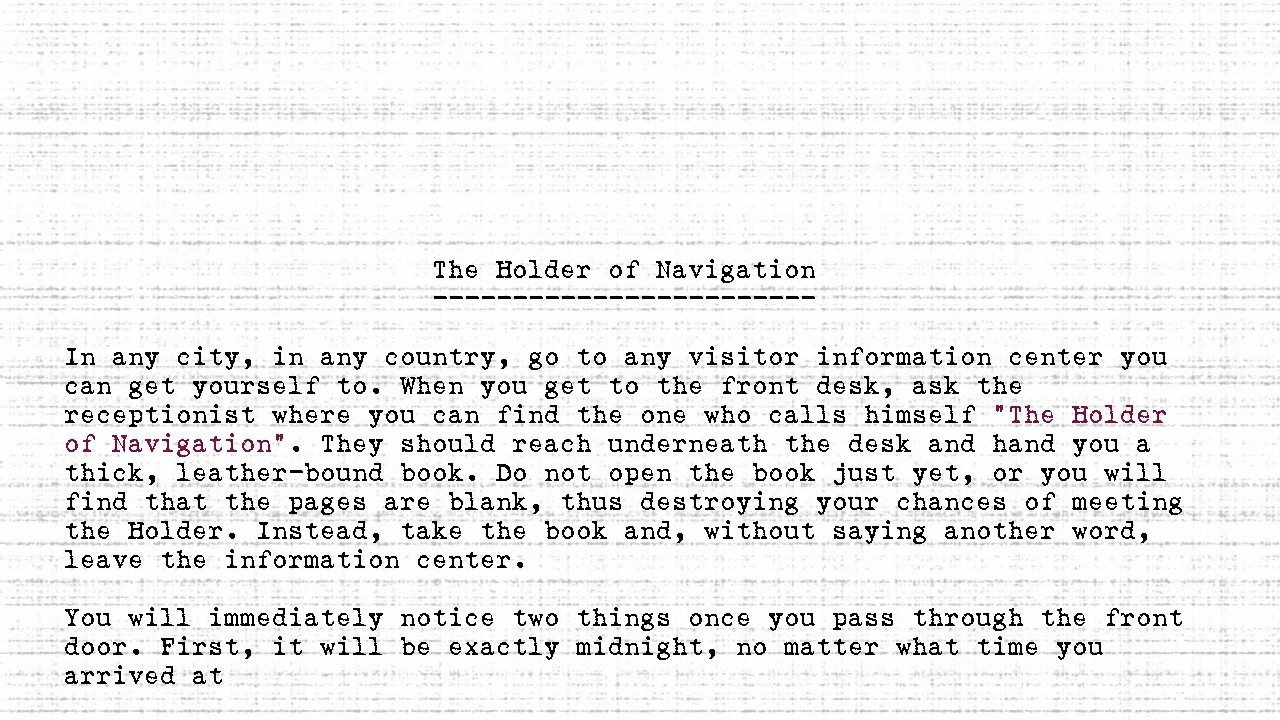 The Holder of Navigation
------------------------
In any city, in any country, go to any visitor information center you
can get yourself to. When you get to the front desk, ask the
receptionist where you can find the one who calls himself "The Holder
of Navigation". They should reach underneath the desk and hand you a
thick, leather-bound book. Do not open the book just yet, or you will
find that the pages are blank, thus destroying your chances of meeting
the Holder. Instead, take the book and, without saying another word,
leave the information center.
You will immediately notice two things once you pass through the front
door. First, it will be exactly midnight, no matter what time you
arrived at